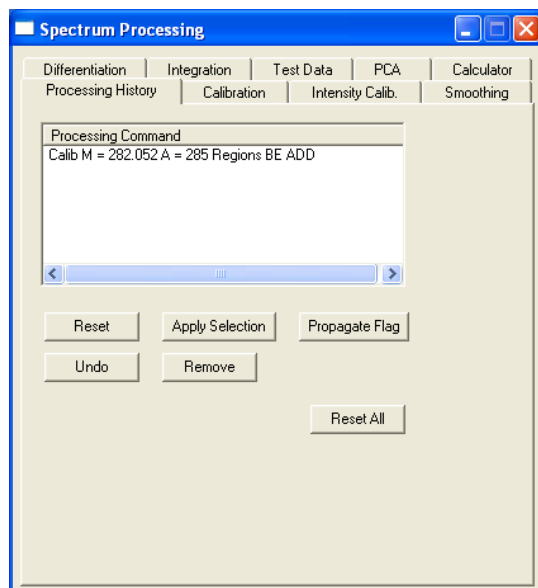 Spectrum Processing
Differentiation Integration Test Data PCA Calculator
Processing History Calibration Intensity Calib. Smoothing
Processing Command
Calib M = 282.052 A = 285 Regions BE ADD
Reset Apply Selection Propagate Flag
Undo Remove
Reset All